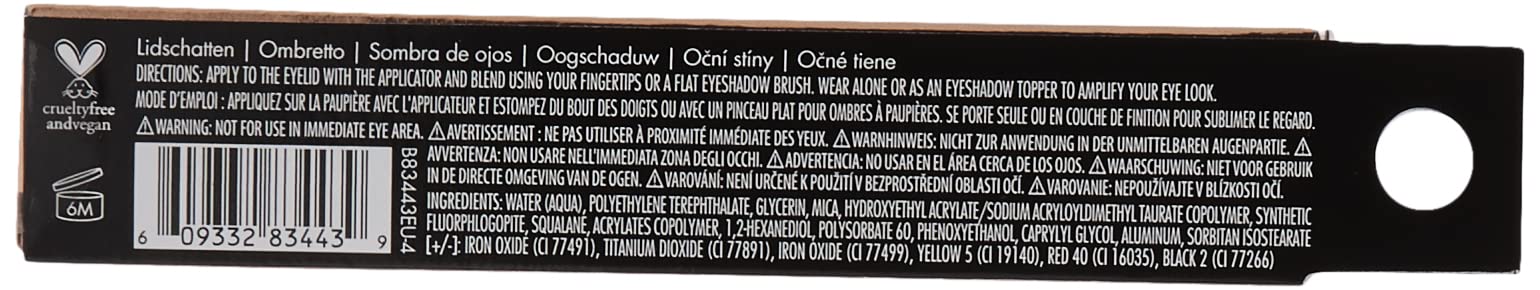 Lidschatten | Ombretto | Sombra de ojos | Oogschaduw | Oční stíny | Očné tiene
DIRECTIONS: APPLY TO THE EYELID WITH THE APPLICATOR AND BLEND USING YOUR FINGERTIPS OR A FLAT EYESHADOW BRUSH. WEAR ALONE OR AS AN EYESHADOW TOPPER TO AMPLIFY YOUR EYE LOOK.
MODE D'EMPLOI : APPLIQUEZ SUR LA PAUPIÈRE AVEC L'APPLICATEUR ET ESTOMPEZ DU BOUT DES DOIGTS OU AVEC UN PINCEAU PLAT POUR OMBRES À PAUPIÈRES. SE PORTE SEULE OU EN COUCHE DE FINITION POUR SUBLIMER LE REGARD.
⚠WARNING: NOT FOR USE IN IMMEDIATE EYE AREA. ⚠AVERTISSEMENT : NE PAS UTILISER À PROXIMITÉ IMMÉDIATE DES YEUX. ⚠WARNHINWEIS: NICHT ZUR ANWENDUNG IN DER UNMITTELBAREN AUGENPARTIE. ⚠
AVVERTENZA: NON USARE NELL'IMMEDIATA ZONA DEGLI OCCHI. ⚠ADVERTENCIA: NO USAR EN EL ÁREA CERCA DE LOS OJOS. ⚠WAARSCHUWING: NIET VOOR GEBRUIK
IN DE DIRECTE OMGEVING VAN DE OGEN. ⚠VAROVÁNÍ: NENÍ URČENÉ K POUŽITÍ V BEZPROSTŘEDNÍ OBLASTI OČÍ. ⚠VAROVANIE: NEPOUŽÍVAJTE V BLÍZKOSTI OČÍ.
INGREDIENTS: WATER (AQUA), POLYETHYLENE TEREPHTHALATE, GLYCERIN, MICA, HYDROXYETHYL ACRYLATE/SODIUM ACRYLOYLDIMETHYL TAURATE COPOLYMER, SYNTHETIC
FLUORPHLOGOPITE, SQUALANE, ACRYLATES COPOLYMER, 1,2-HEXANEDIOL, POLYSORBATE 60, PHENOXYETHANOL, CAPRYLYL GLYCOL, ALUMINUM, SORBITAN ISOSTEARATE
[+/-]: IRON OXIDE (CI 77491), TITANIUM DIOXIDE (CI 77891), IRON OXIDE (CI 77499), YELLOW 5 (CI 19140), RED 40 (CI 16035), BLACK 2 (CI 77266)
crueltyfree
andvegan
6M
6 09332 83443 9
B83443EU4